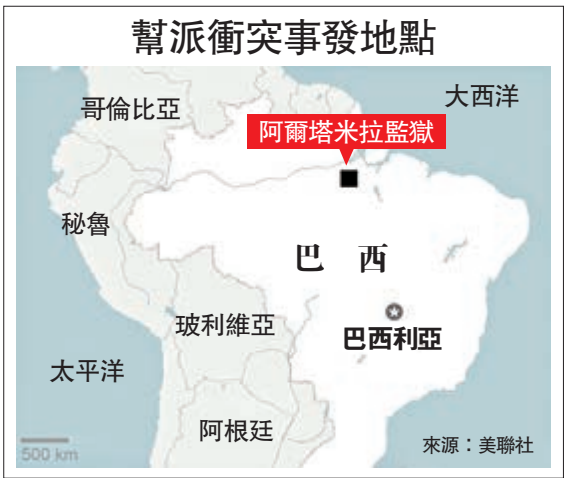 幫派衝突事發地點
大西洋
哥倫比亞
阿爾塔米拉監獄
秘魯
巴西
玻利維亞
巴西利亞
太平洋
阿根廷
來源：美聯社
500 km